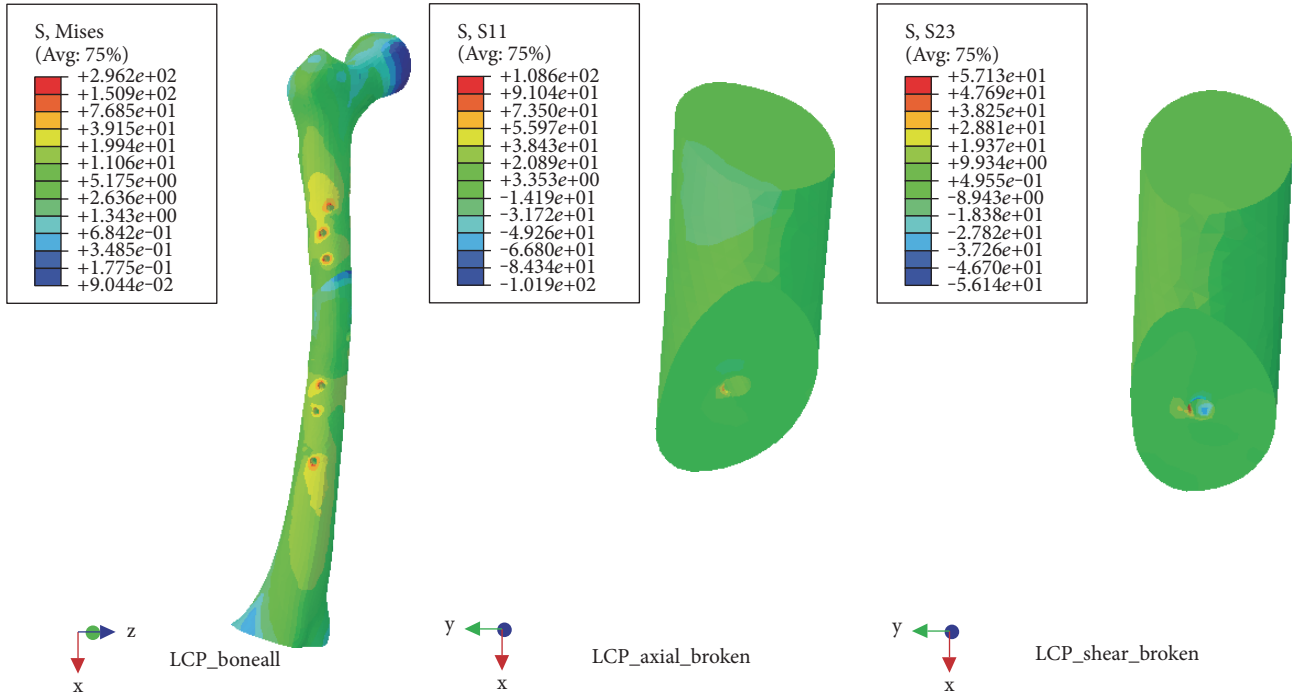 S, Mises
(Avg: 75%)
+2.962e+02
+1.509e+02
+7.685e+01
+3.915e+01
+1.994e+01
+1.106e+01
+5.175e+00
+2.636e+00
+1.343e+00
+6.842e−01
+3.485e−01
+1.775e−01
+9.044e−02
z
x
LCP_boneall
S, S11
(Avg: 75%)
+1.086e+02
+9.104e+01
+7.350e+01
+5.597e+01
+3.843e+01
+2.089e+01
+3.353e+00
−1.419e+01
−3.172e+01
−4.926e+01
−6.680e+01
−8.434e+01
−1.019e+02
y
x
LCP_axial_broken
S, S23
(Avg: 75%)
+5.713e+01
+4.769e+01
+3.825e+01
+2.881e+01
+1.937e+01
+9.934e+00
+4.955e−01
−8.943e+00
−1.838e+01
−2.782e+01
−3.726e+01
−4.670e+01
−5.614e+01
y
x
LCP_shear_broken